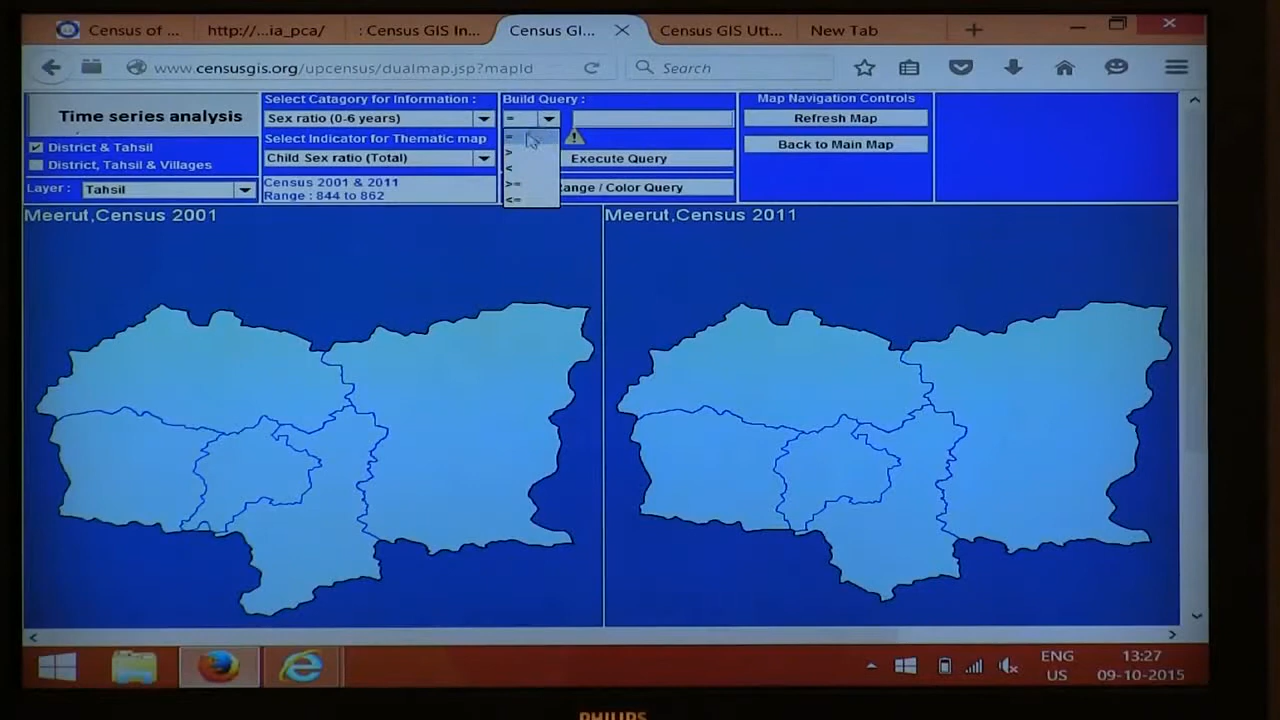 Census of ...
http://...ia_pca/
: Census GIS In...
Census GI...
Census GIS Utt...
New Tab
www.censusgis.org/upcensus/dualmap.jsp?mapId
Search
Time series analysis
District & Tahsil
District, Tahsil & Villages
Layer :
Tahsil
Select Catagory for Information :
Sex ratio (0-6 years)
Select Indicator for Thematic map
Child Sex ratio (Total)
Census 2001 & 2011
Range : 844 to 862
Build Query :
=
=
>
<
>=
<=
Execute Query
ange / Color Query
Map Navigation Controls
Refresh Map
Back to Main Map
Meerut,Census 2001
Meerut,Census 2011
ENG
US
13:27
09-10-2015
PHILIPS